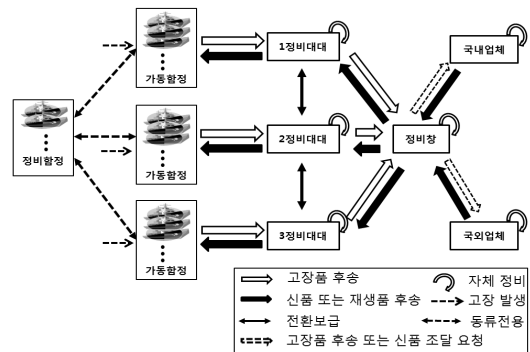 가동함정
1정비대대
국내업체
정비함정
가동함정
2정비대대
정비창
가동함정
3정비대대
국외업체
고장품 후송
자체 정비
신품 또는 재생품 후송
고장 발생
전환보급
동류전용
고장품 후송 또는 신품 조달 요청